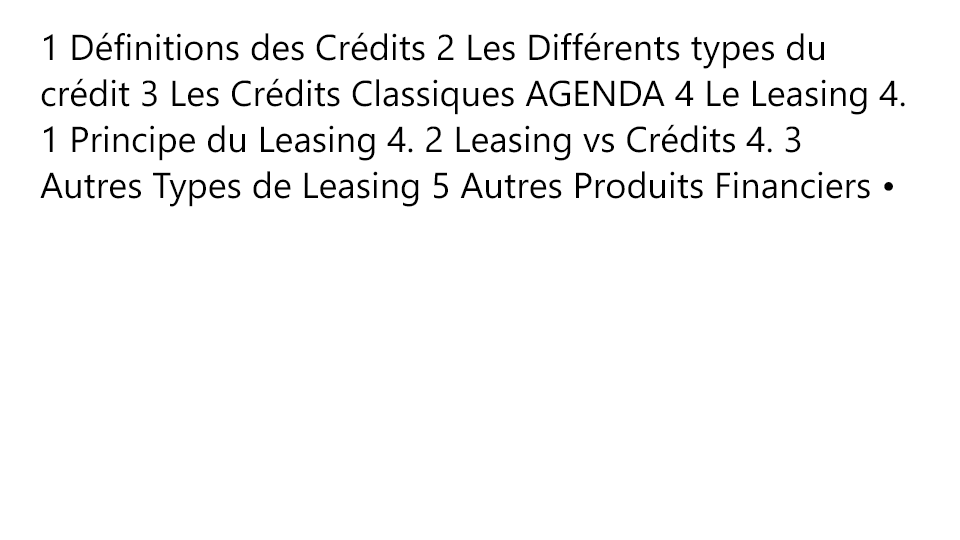 1 Définitions des Crédits 2 Les Différents types du
crédit 3 Les Crédits Classiques AGENDA 4 Le Leasing 4.
1 Principe du Leasing 4. 2 Leasing vs Crédits 4. 3
Autres Types de Leasing 5 Autres Produits Financiers •